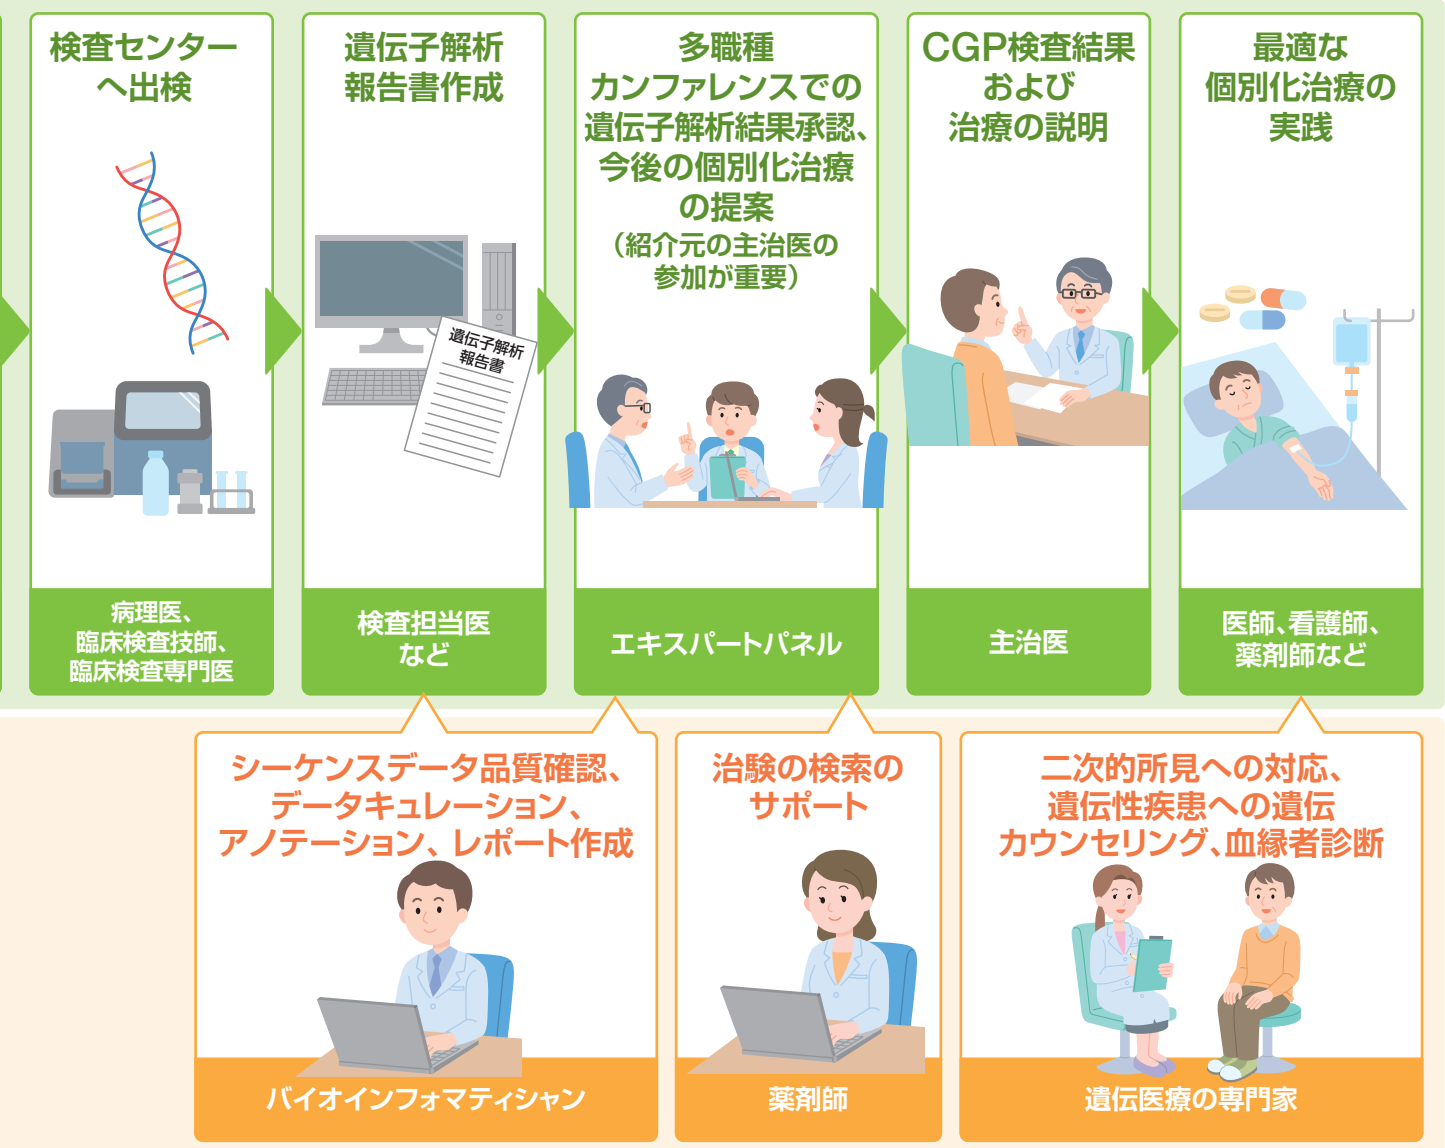 検査センター
へ出検
病理医、
臨床検査技師、
臨床検査専門医
遺伝子解析
報告書作成
遺伝子解析
報告書
検査担当医
など
多職種
カンファレンスでの
遺伝子解析結果承認、
今後の個別化治療
の提案
（紹介元の主治医の
参加が重要）
エキスパートパネル
CGP検査結果
および
治療の説明
主治医
最適な
個別化治療の
実践
医師、看護師、
薬剤師など
シーケンスデータ品質確認、
データキュレーション、
アノテーション、レポート作成
バイオインフォマティシャン
治験の検索の
サポート
薬剤師
二次的所見への対応、
遺伝性疾患への遺伝
カウンセリング、血縁者診断
遺伝医療の専門家